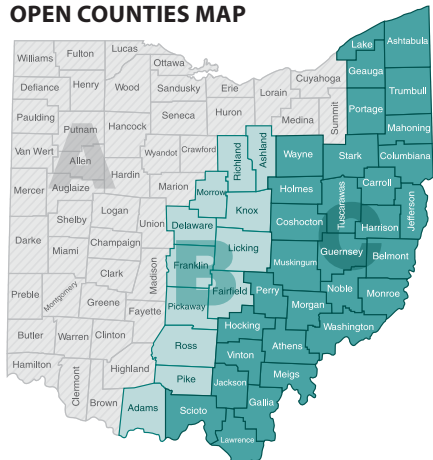 OPEN COUNTIES MAP
Williams
Fulton
Lucas
Ottawa
Lake
Ashtabula
Defiance
Henry
Wood
Sandusky
Erie
Lorain
Cuyahoga
Geauga
Trumbull
Paulding
Putnam
Hancock
Seneca
Huron
Medina
Summit
Portage
Mahoning
Van Wert
Allen
A
Hardin
Wyandot
Crawford
Richland
Ashland
Wayne
Stark
Columbiana
Mercer
Auglaize
Marion
Morrow
Holmes
Tuscarawas
Carroll
Jefferson
Shelby
Logan
Union
Delaware
Knox
Coshocton
Harrison
Darke
Miami
Champaign
Clark
Madison
Franklin
B
Licking
Muskingum
Guernsey
C
Belmont
Preble
Montgomery
Greene
Fayette
Pickaway
Fairfield
Perry
Morgan
Noble
Monroe
Butler
Warren
Clinton
Ross
Hocking
Athens
Washington
Hamilton
Clermont
Brown
Highland
Pike
Vinton
Meigs
Adams
Scioto
Jackson
Gallia
Lawrence